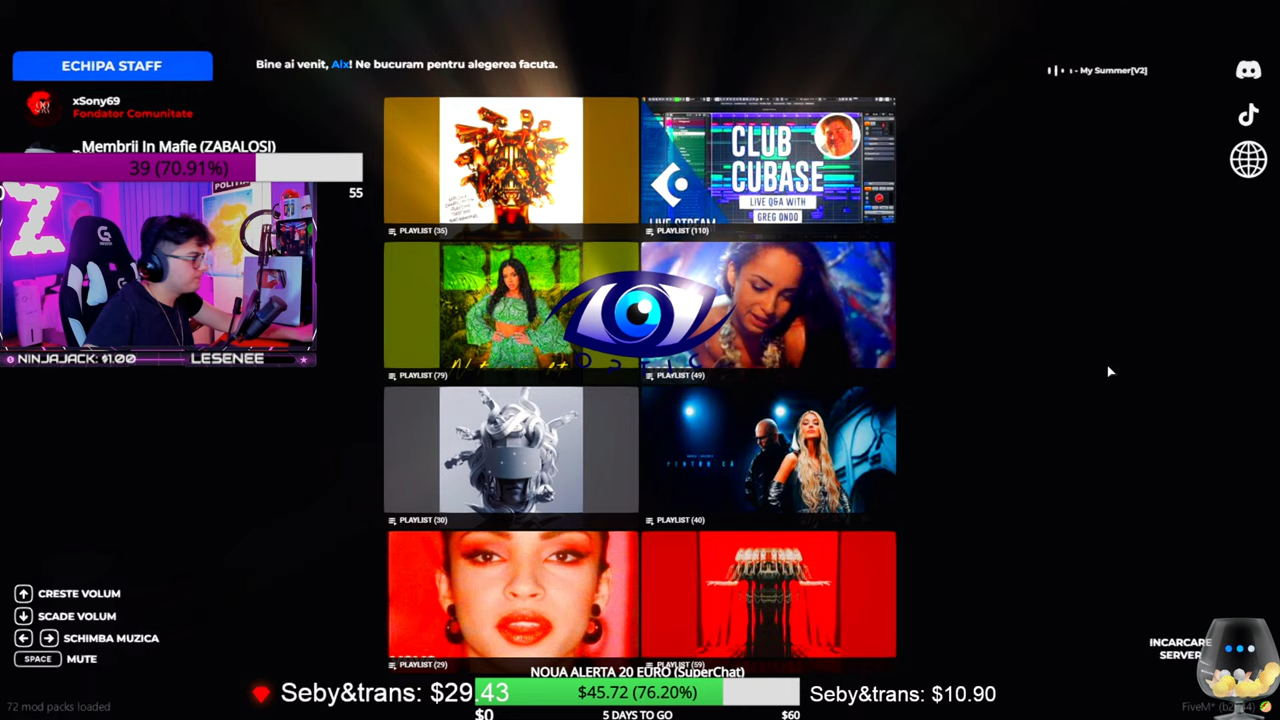 ECHIPA STAFF
Bine ai venit, Alx! Ne bucuram pentru alegerea facuta.
- My Summer[V2]
xSony69
Fondator Comunitate
Membrii In Mafie (ZABALOSI)
39 (70.91%)
55
NINJAJACK: $1.00
LESENEE
PLAYLIST (35)
CLUB
CUBASE
LIVE Q&A WITH
GREG ONDO
LIVE STREAM
PLAYLIST (110)
PLAYLIST (79)
PLAYLIST (49)
PLAYLIST (30)
PLAYLIST (40)
PLAYLIST (29)
PLAYLIST (59)
CRESTE VOLUM
SCADE VOLUM
SCHIMBA MUZICA
SPACE MUTE
INCARCARE
SERVER
NOUA ALERTA 20 EURO (SuperChat)
Seby&trans: $29.43
$45.72 (76.20%)
Seby&trans: $10.90
$0
5 DAYS TO GO
$60
72 mod packs loaded